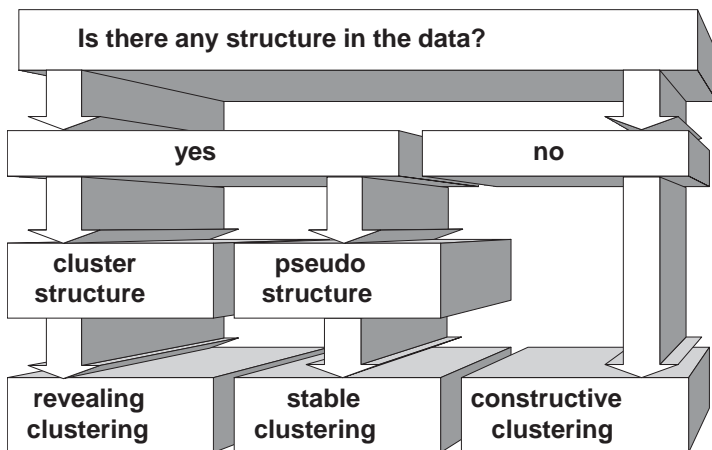 Is there any structure in the data?
yes
no
cluster
structure
pseudo
structure
revealing
clustering
stable
clustering
constructive
clustering